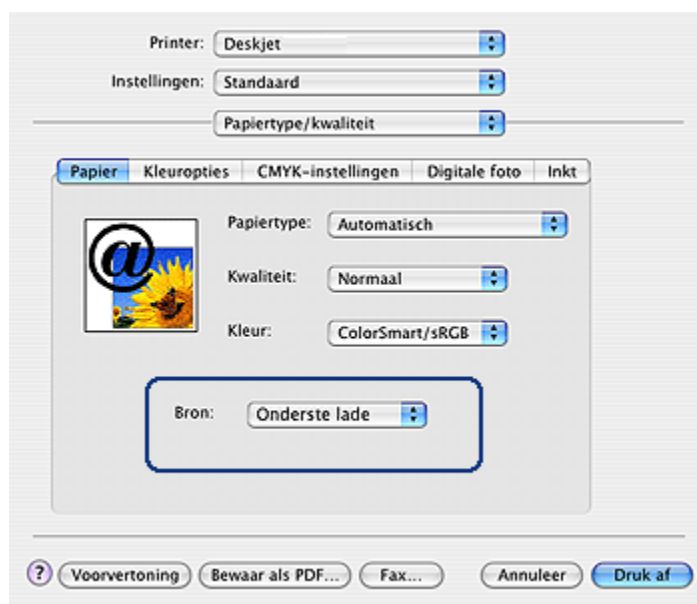 Printer: Deskjet
Instellingen: Standaard
Papiertype/kwaliteit
Papier Kleuropties CMYK-instellingen Digitale foto Inkt
@
Papiertype: Automatisch
Kwaliteit: Normaal
Kleur: ColorSmart/sRGB
Bron: Onderste lade
? Voorvertoning Bewaar als PDF... Fax... Annuleer Druk af